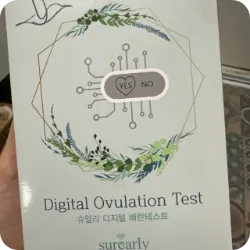 YES NO
Digital Ovulation Test
슈얼리 디지털 배란테스트
surearly